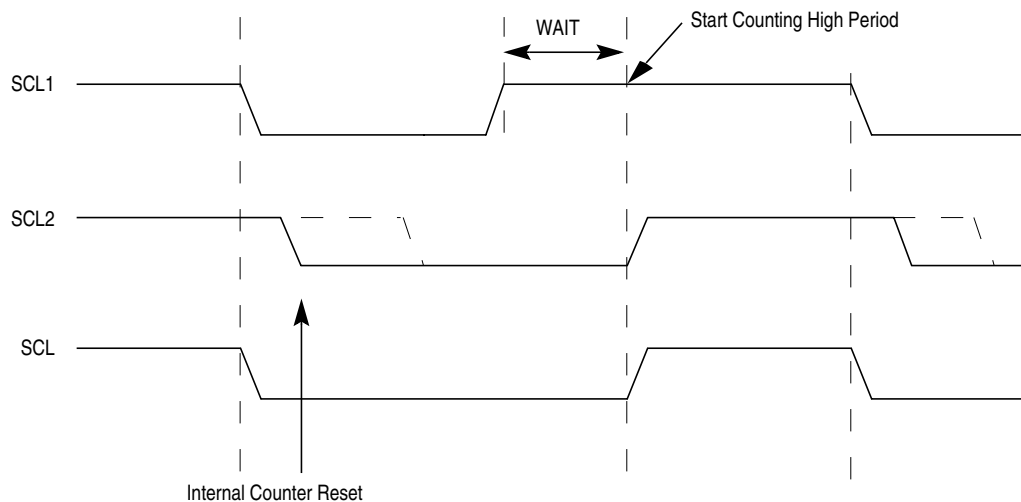 WAIT
Start Counting High Period
SCL1
SCL2
SCL
Internal Counter Reset